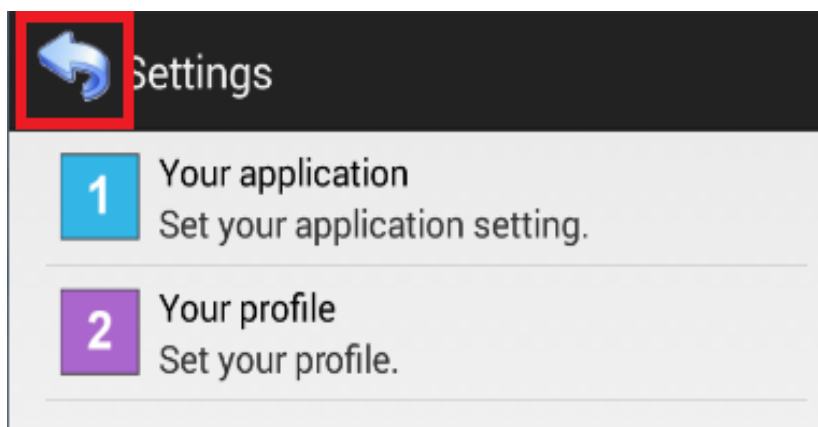 Settings
1
Your application
Set your application setting.
2
Your profile
Set your profile.